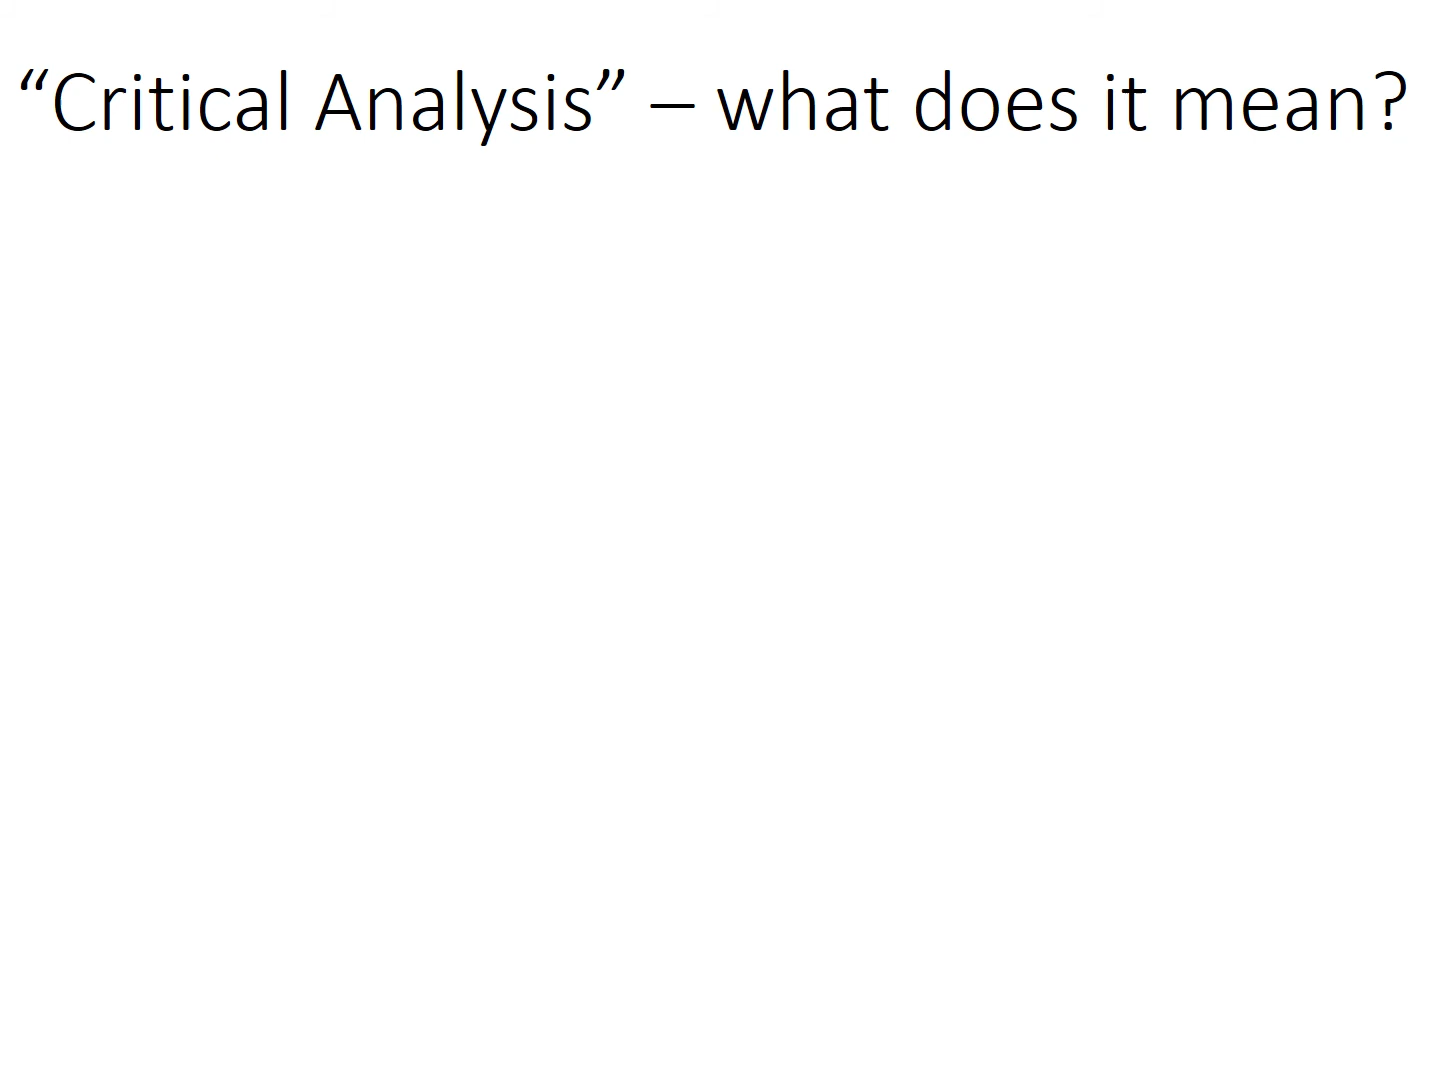 “Critical Analysis” – what does it mean?